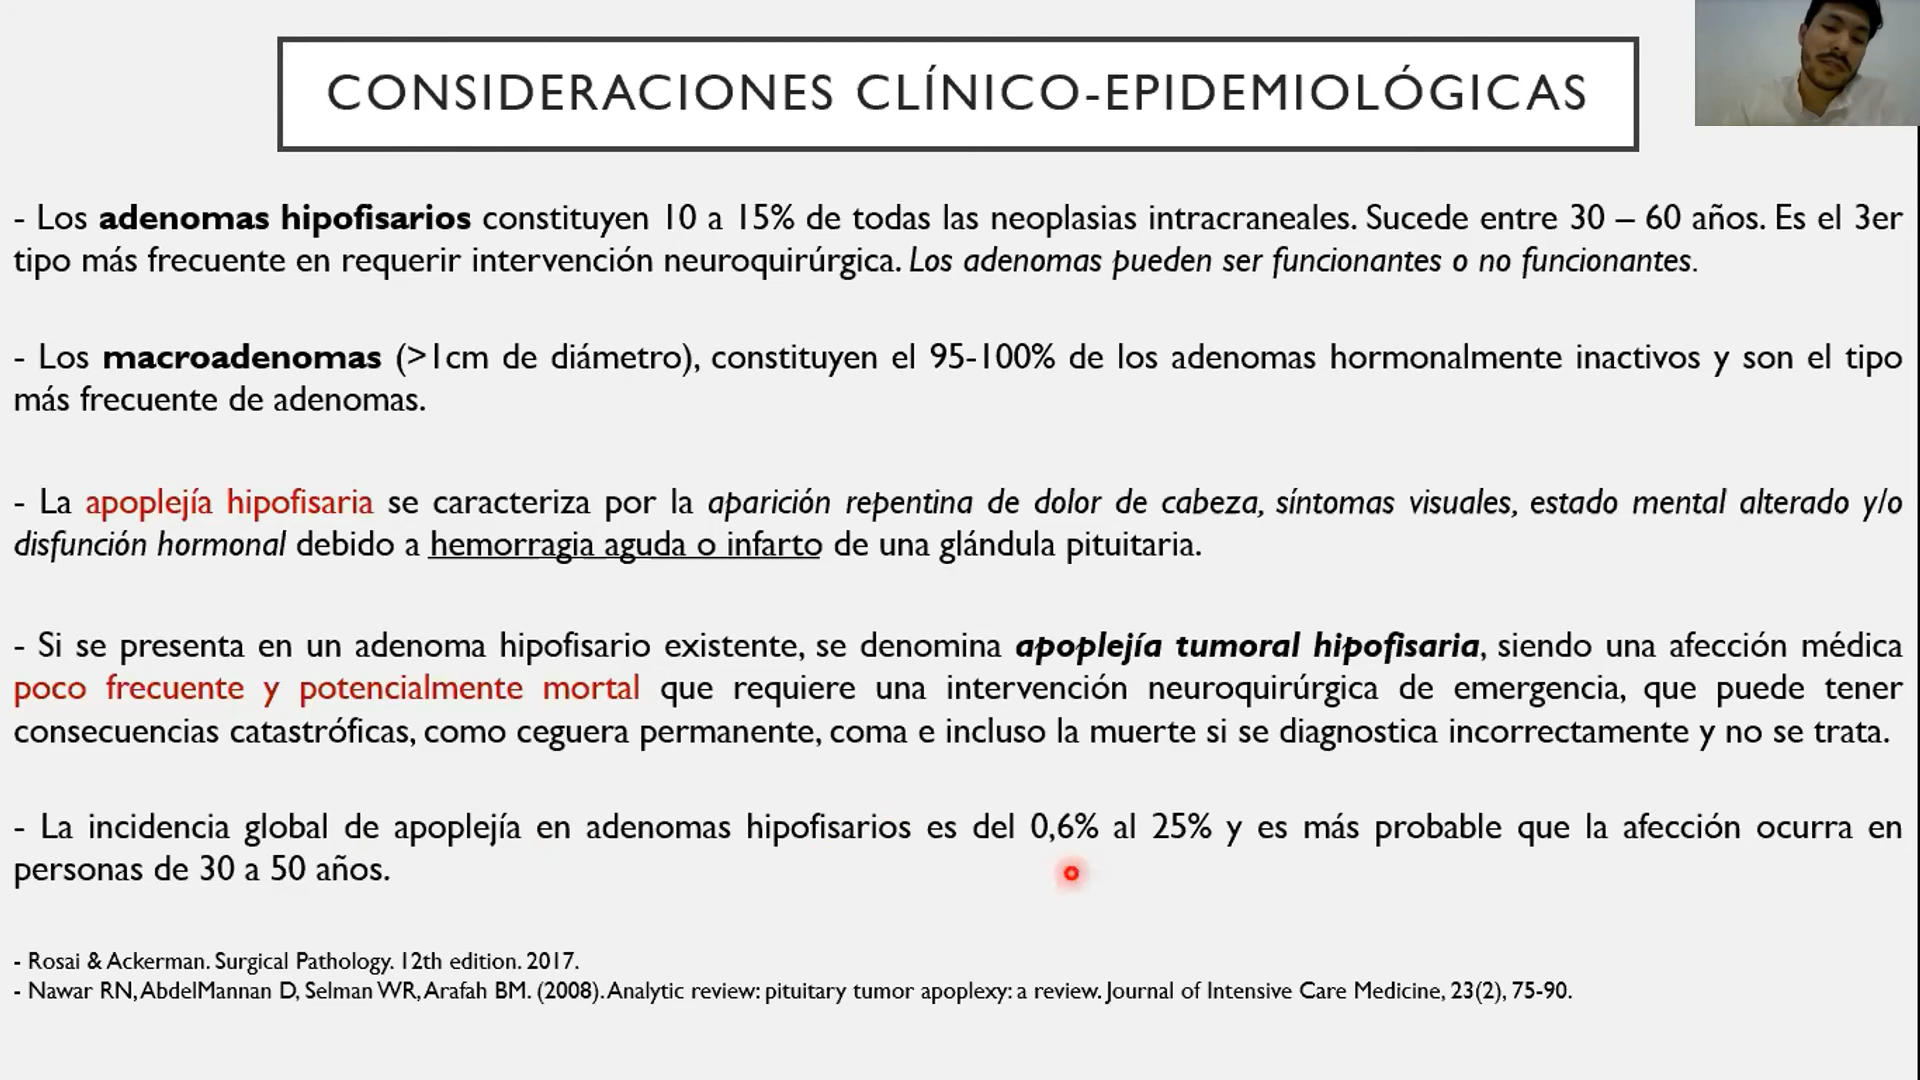 CONSIDERACIONES CLÍNICO-EPIDEMIOLÓGICAS
- Los adenomas hipofisarios constituyen 10 a 15% de todas las neoplasias intracraneales. Sucede entre 30 – 60 años. Es el 3er
tipo más frecuente en requerir intervención neuroquirúrgica. Los adenomas pueden ser funcionantes o no funcionantes.
- Los macroadenomas (>1cm de diámetro), constituyen el 95-100% de los adenomas hormonalmente inactivos y son el tipo
más frecuente de adenomas.
- La apoplejía hipofisaria se caracteriza por la aparición repentina de dolor de cabeza, síntomas visuales, estado mental alterado y/o
disfunción hormonal debido a hemorragia aguda o infarto de una glándula pituitaria.
- Si se presenta en un adenoma hipofisario existente, se denomina apoplejía tumoral hipofisaria, siendo una afección médica
poco frecuente y potencialmente mortal que requiere una intervención neuroquirúrgica de emergencia, que puede tener
consecuencias catastróficas, como ceguera permanente, coma e incluso la muerte si se diagnostica incorrectamente y no se trata.
- La incidencia global de apoplejía en adenomas hipofisarios es del 0,6% al 25% y es más probable que la afección ocurra en
personas de 30 a 50 años.
- Rosai & Ackerman. Surgical Pathology. 12th edition. 2017.
- Nawar RN, AbdelMannan D, Selman WR, Arafah BM. (2008). Analytic review: pituitary tumor apoplexy: a review. Journal of Intensive Care Medicine, 23(2), 75-90.